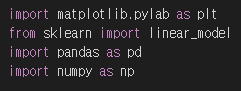 import matplotlib.pylab as plt
from sklearn import linear_model
import pandas as pd
import numpy as np